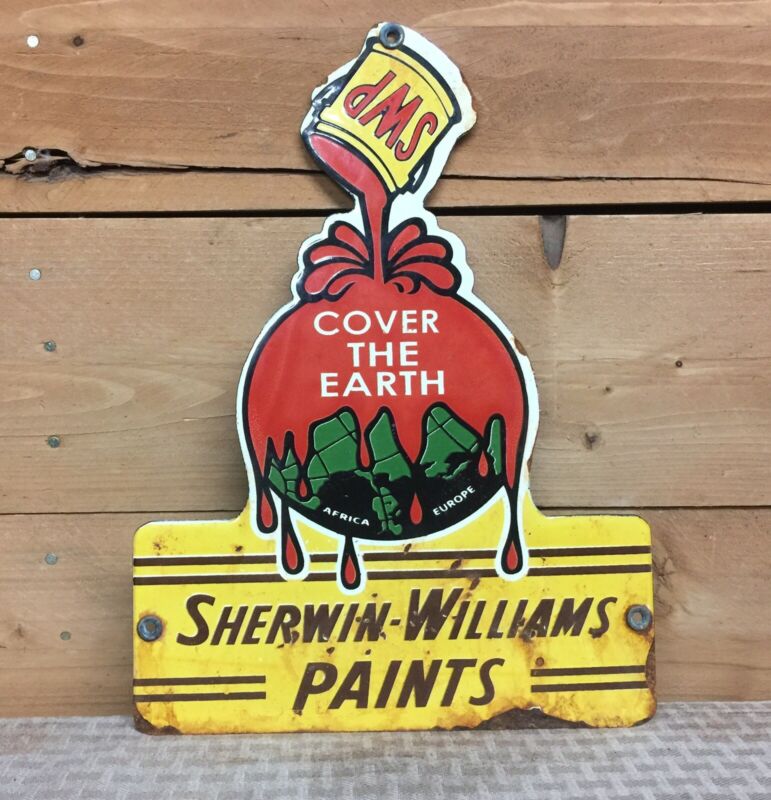 SWP
COVER
THE
EARTH
AFRICA
EUROPE
SHERWIN-WILLIAMS
PAINTS